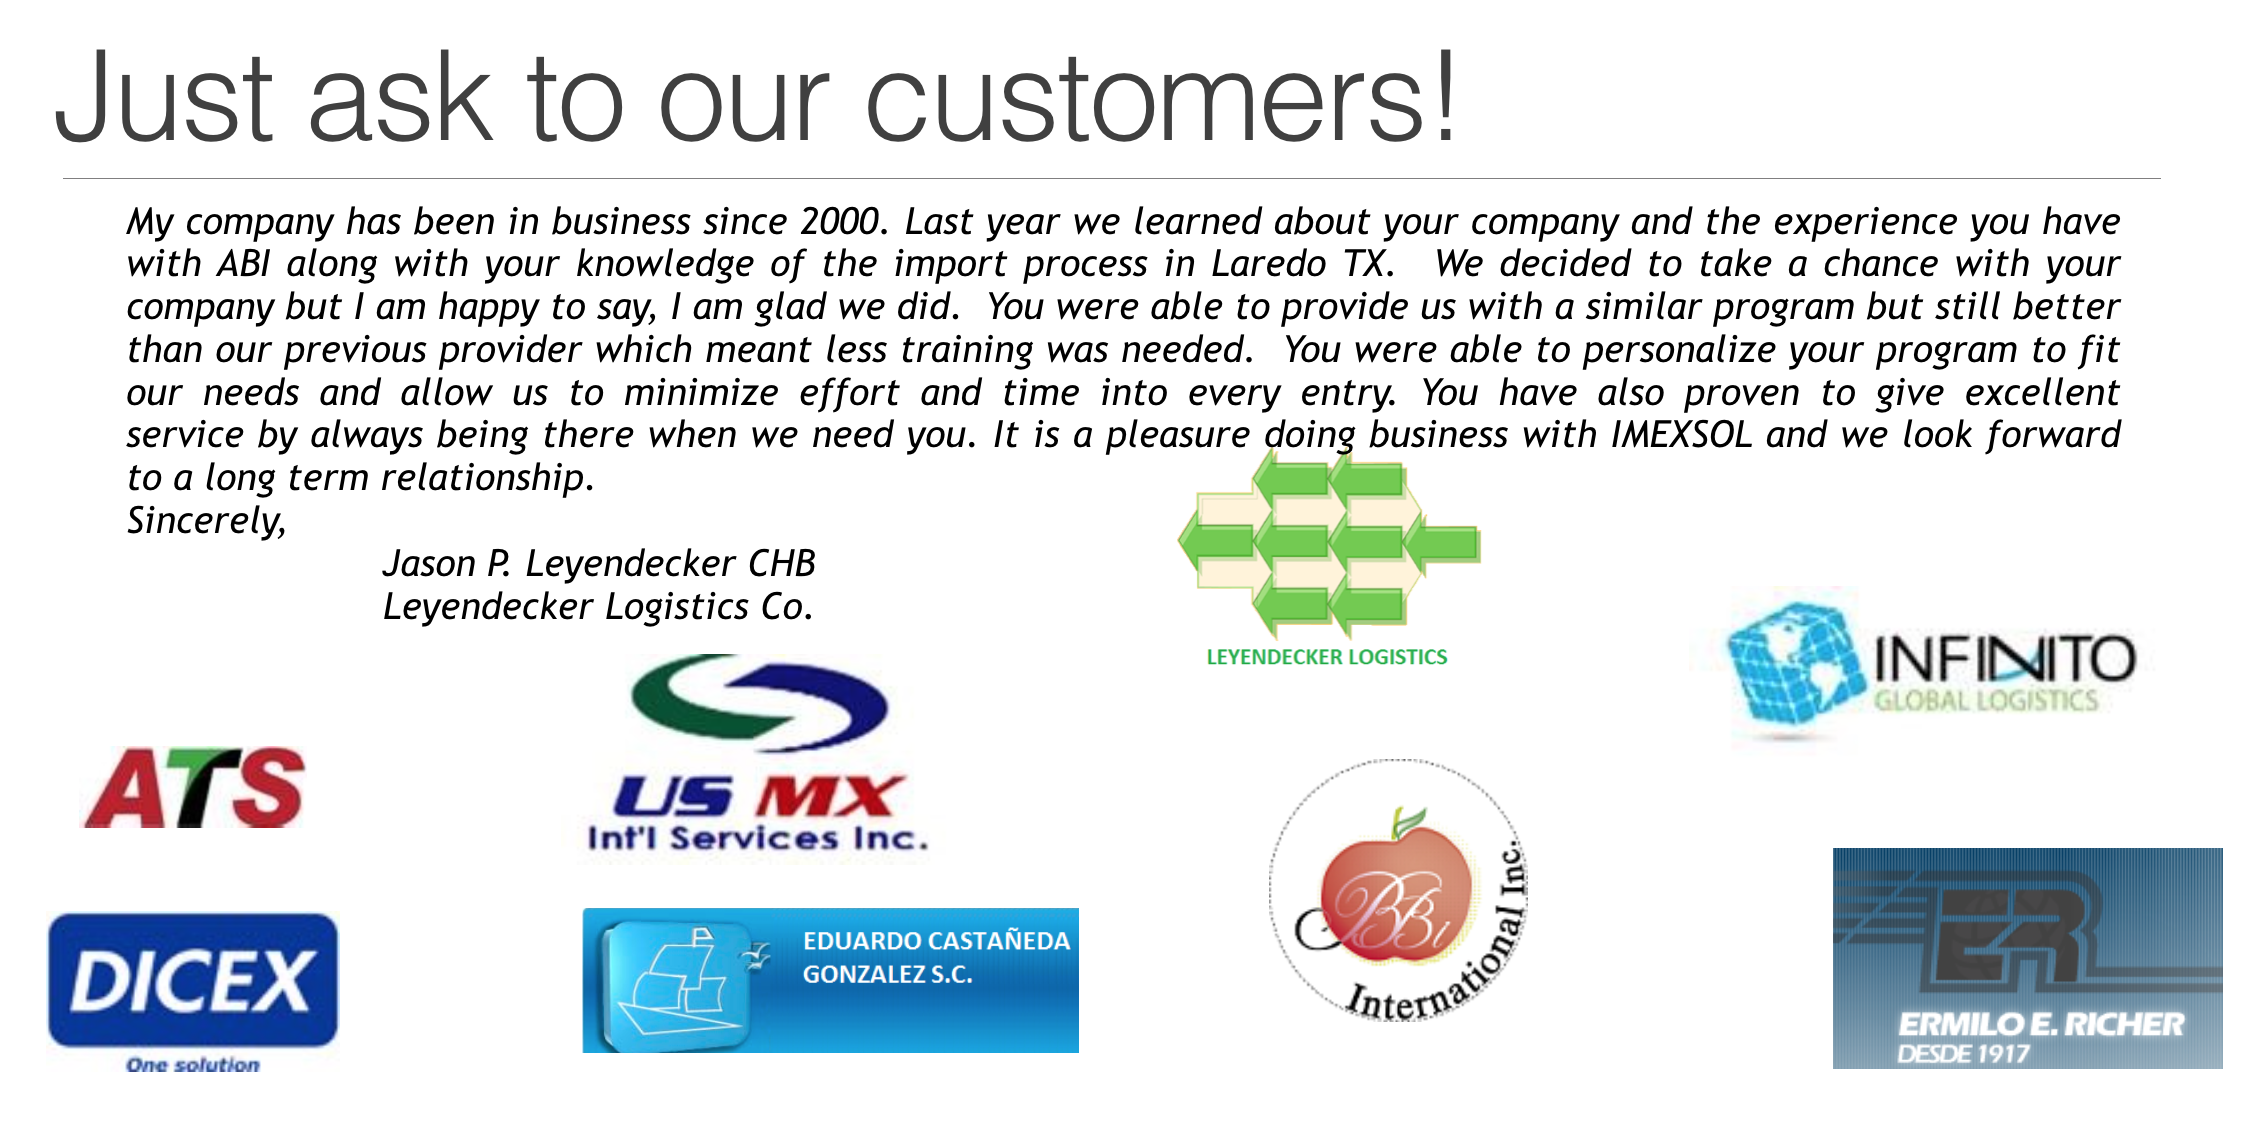 Just ask to our customers!
My company has been in business since 2000. Last year we learned about your company and the experience you have
with ABI along with your knowledge of the import process in Laredo TX. We decided to take a chance with your
company but I am happy to say, I am glad we did. You were able to provide us with a similar program but still better
than our previous provider which meant less training was needed. You were able to personalize your program to fit
our needs and allow us to minimize effort and time into every entry. You have also proven to give excellent
service by always being there when we need you. It is a pleasure doing business with IMEXSOL and we look forward
to a long term relationship.
Sincerely,
Jason P. Leyendecker CHB
Leyendecker Logistics Co.
LEYENDECKER LOGISTICS
INFINITO
GLOBAL LOGISTICS
ATS
US MX
Int'l Services Inc.
BBi
International Inc.
DICEX
One solution
EDUARDO CASTAÑEDA
GONZALEZ S.C.
ER
ERMILO E. RICHER
DESDE 1917